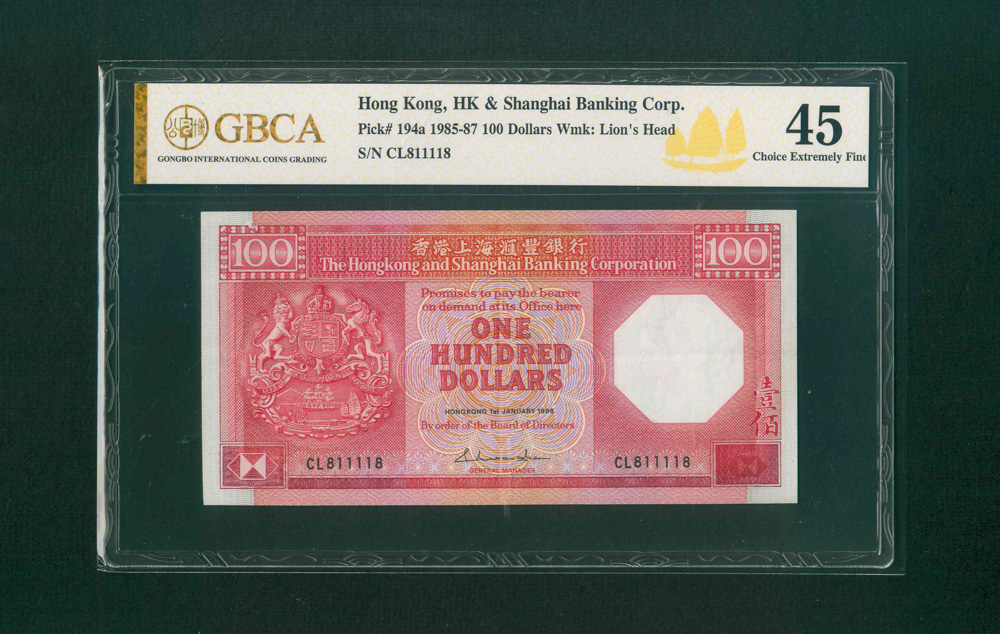 GBCA
GONGBO INTERNATIONAL COINS GRADING
Hong Kong, HK & Shanghai Banking Corp.
Pick# 194a 1985-87 100 Dollars Wmk: Lion's Head
S/N CL811118
45
Choice Extremely Fine
100
香港上海滙豐銀行
100
The Hongkong and Shanghai Banking Corporation
Promises to pay the bearer
on demand at its Office here
ONE
HUNDRED
DOLLARS
HONGKONG 1st JANUARY 1986
By order of the Board of Directors
壹佰
CL811118
CL811118
GENERAL MANAGER